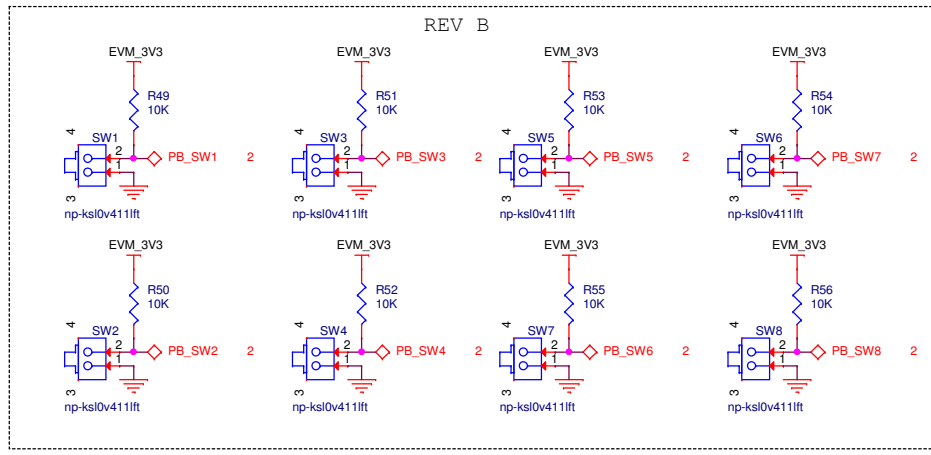 REV B
EVM_3V3 EVM_3V3 EVM_3V3 EVM_3V3
R49 R51 R53 R54
10K 10K 10K 10K
4 4 4 4
SW1 SW3 SW5 SW6
2 2 2 2
PB_SW1 2 PB_SW3 2 PB_SW5 2 PB_SW7 2
1 1 1 1
3 3 3 3
np-ksl0v411lft np-ksl0v411lft np-ksl0v411lft np-ksl0v411lft
EVM_3V3 EVM_3V3 EVM_3V3 EVM_3V3
R50 R52 R55 R56
10K 10K 10K 10K
4 4 4 4
SW2 SW4 SW7 SW8
2 2 2 2
PB_SW2 2 PB_SW4 2 PB_SW6 2 PB_SW8 2
1 1 1 1
3 3 3 3
np-ksl0v411lft np-ksl0v411lft np-ksl0v411lft np-ksl0v411lft